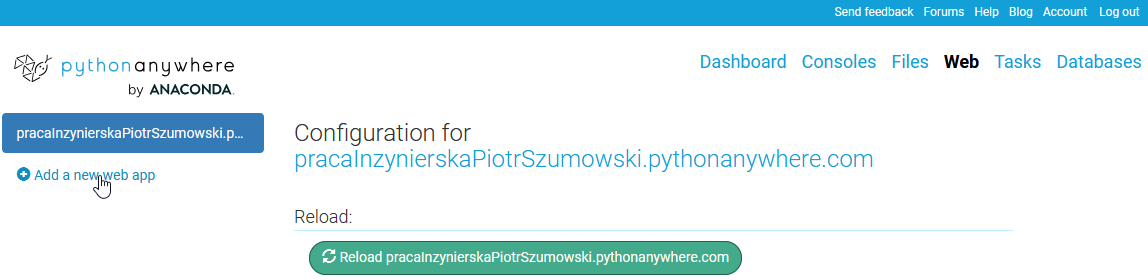 Send feedback Forums Help Blog Account Log out
pythonanywhere
by ANACONDA.
Dashboard Consoles Files Web Tasks Databases
pracaInzynierskaPiotrSzumowski.p...
Add a new web app
Configuration for
pracaInzynierskaPiotrSzumowski.pythonanywhere.com
Reload:
Reload pracaInzynierskaPiotrSzumowski.pythonanywhere.com